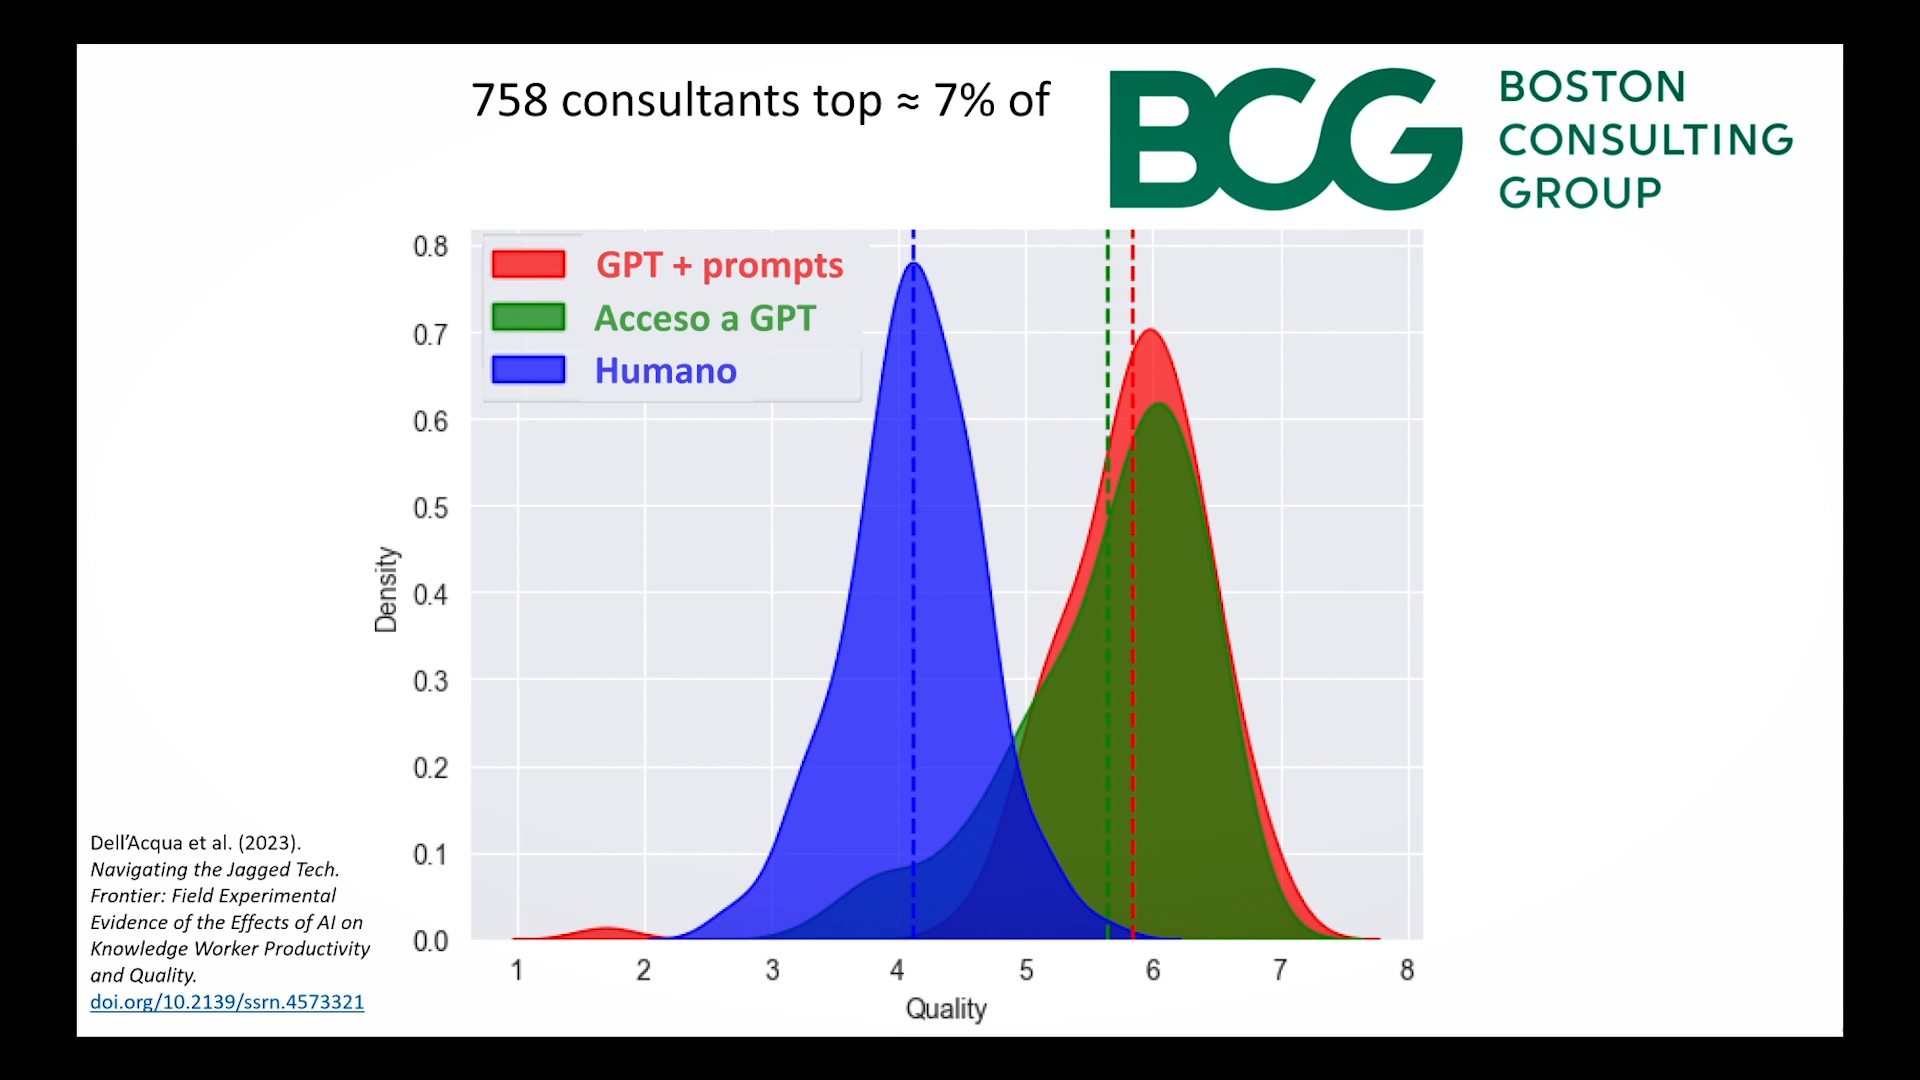 758 consultants top ≈ 7% of
BCG
BOSTON
CONSULTING
GROUP
GPT + prompts
Acceso a GPT
Humano
0.8
0.7
0.6
0.5
0.4
0.3
0.2
0.1
0.0
Density
1 2 3 4 5 6 7 8
Quality
Dell’Acqua et al. (2023).
Navigating the Jagged Tech.
Frontier: Field Experimental
Evidence of the Effects of AI on
Knowledge Worker Productivity
and Quality.
doi.org/10.2139/ssrn.4573321